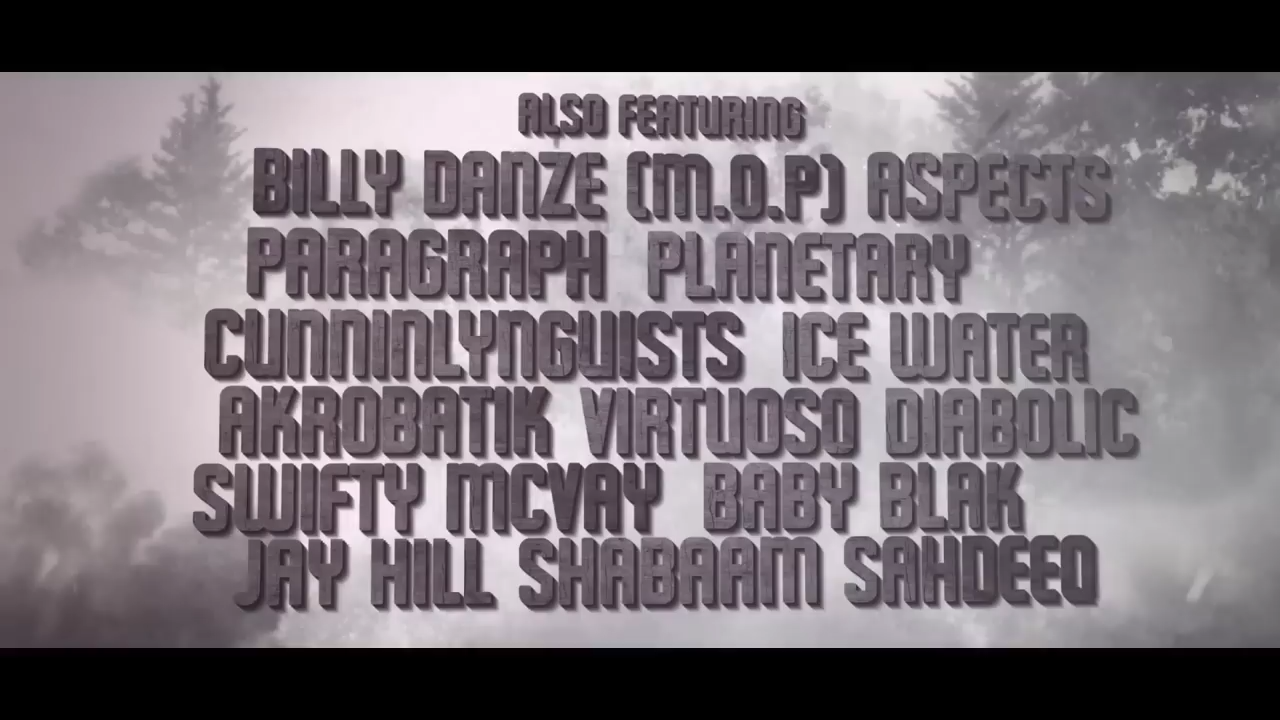 ALSO FEATURING
BILLY DANZE (M.O.P) ASPECTS
PARAGRAPH PLANETARY
CUNNINLYNGUISTS ICE WATER
AKROBATIK VIRTUOSO DIABOLIC
SWIFTY MCVAY BABY BLAK
JAY HILL SHABAAM SAHDEEQ